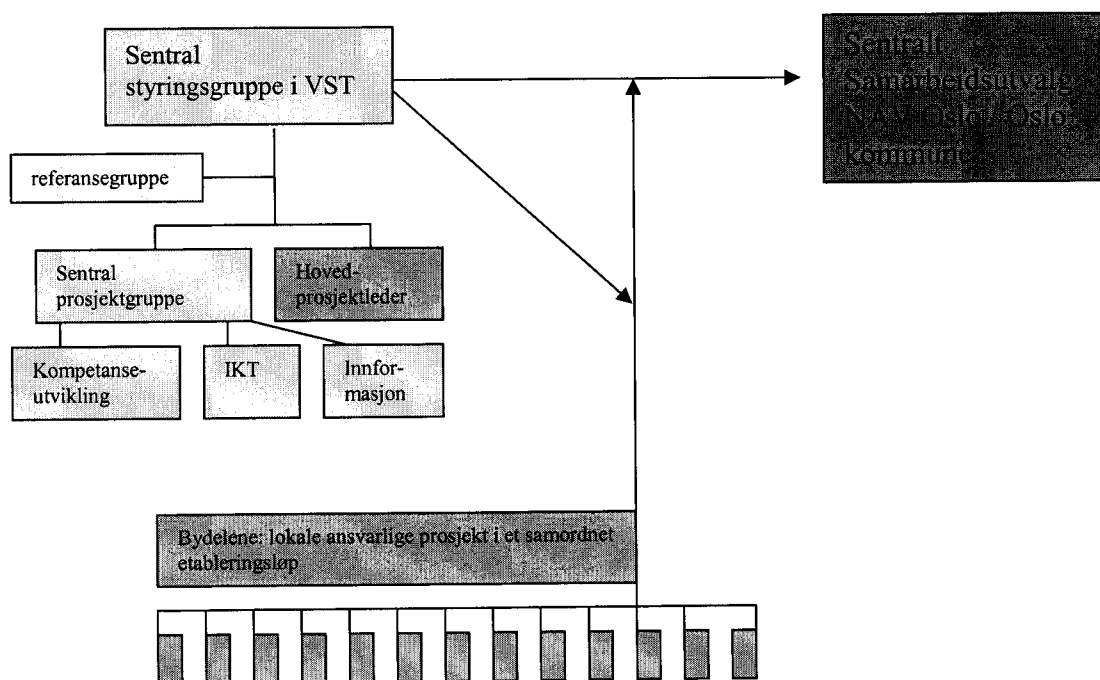 Sentral
styringsgruppe i VST
Sentralt
Samarbeidsutvalg
NAV Oslo / Oslo
kommune
referansegruppe
Sentral
prosjektgruppe
Hoved-
prosjektleder
Kompetanse-
utvikling
IKT
Innfor-
masjon
Bydelene: lokale ansvarlige prosjekt i et samordnet
etableringsløp